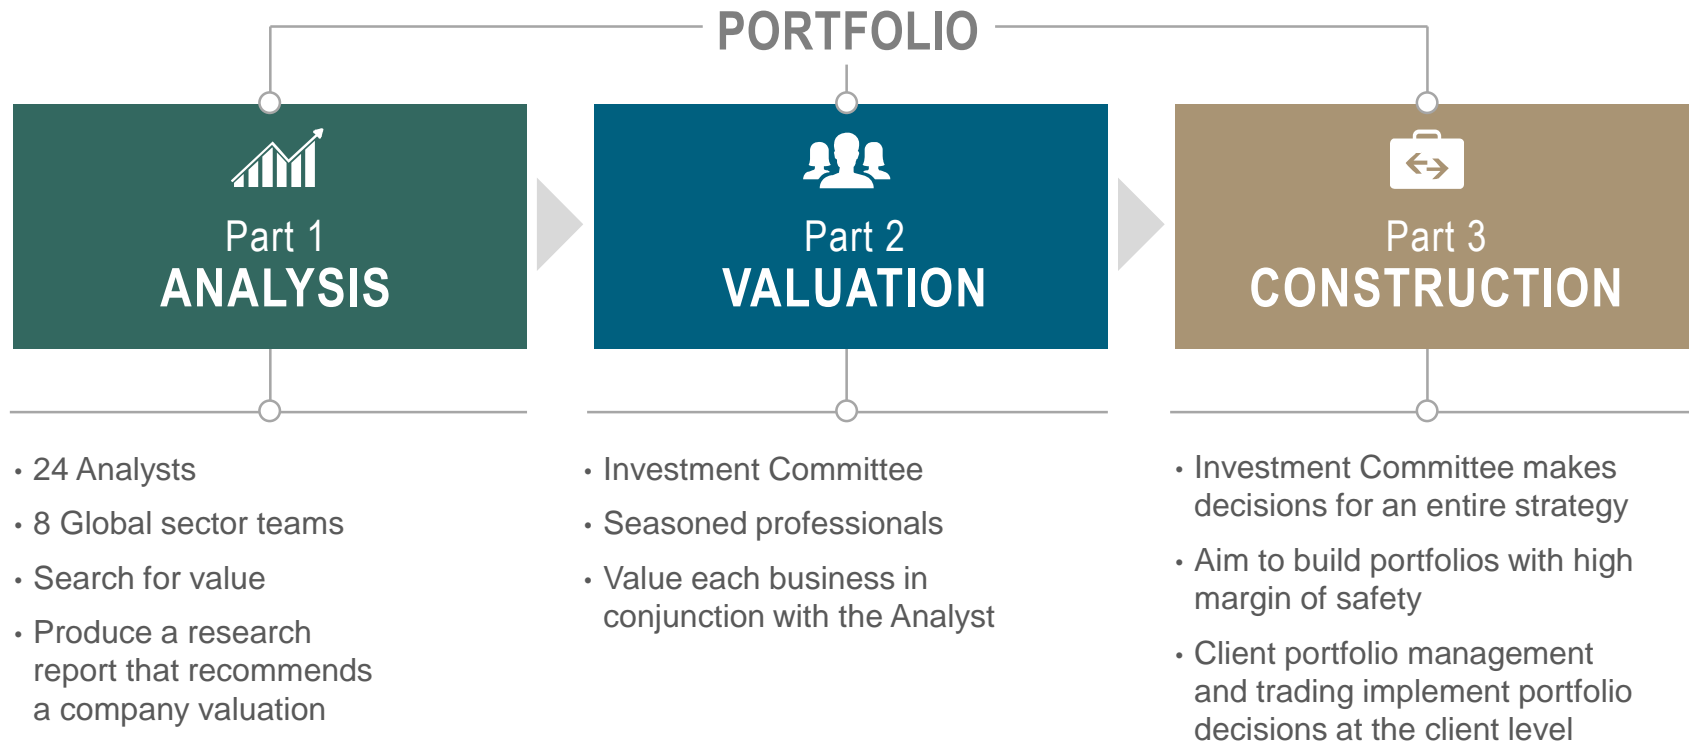 PORTFOLIO
Part 1
ANALYSIS
• 24 Analysts
• 8 Global sector teams
• Search for value
• Produce a research
report that recommends
a company valuation
Part 2
VALUATION
• Investment Committee
• Seasoned professionals
• Value each business in
conjunction with the Analyst
Part 3
CONSTRUCTION
• Investment Committee makes
decisions for an entire strategy
• Aim to build portfolios with high
margin of safety
• Client portfolio management
and trading implement portfolio
decisions at the client level